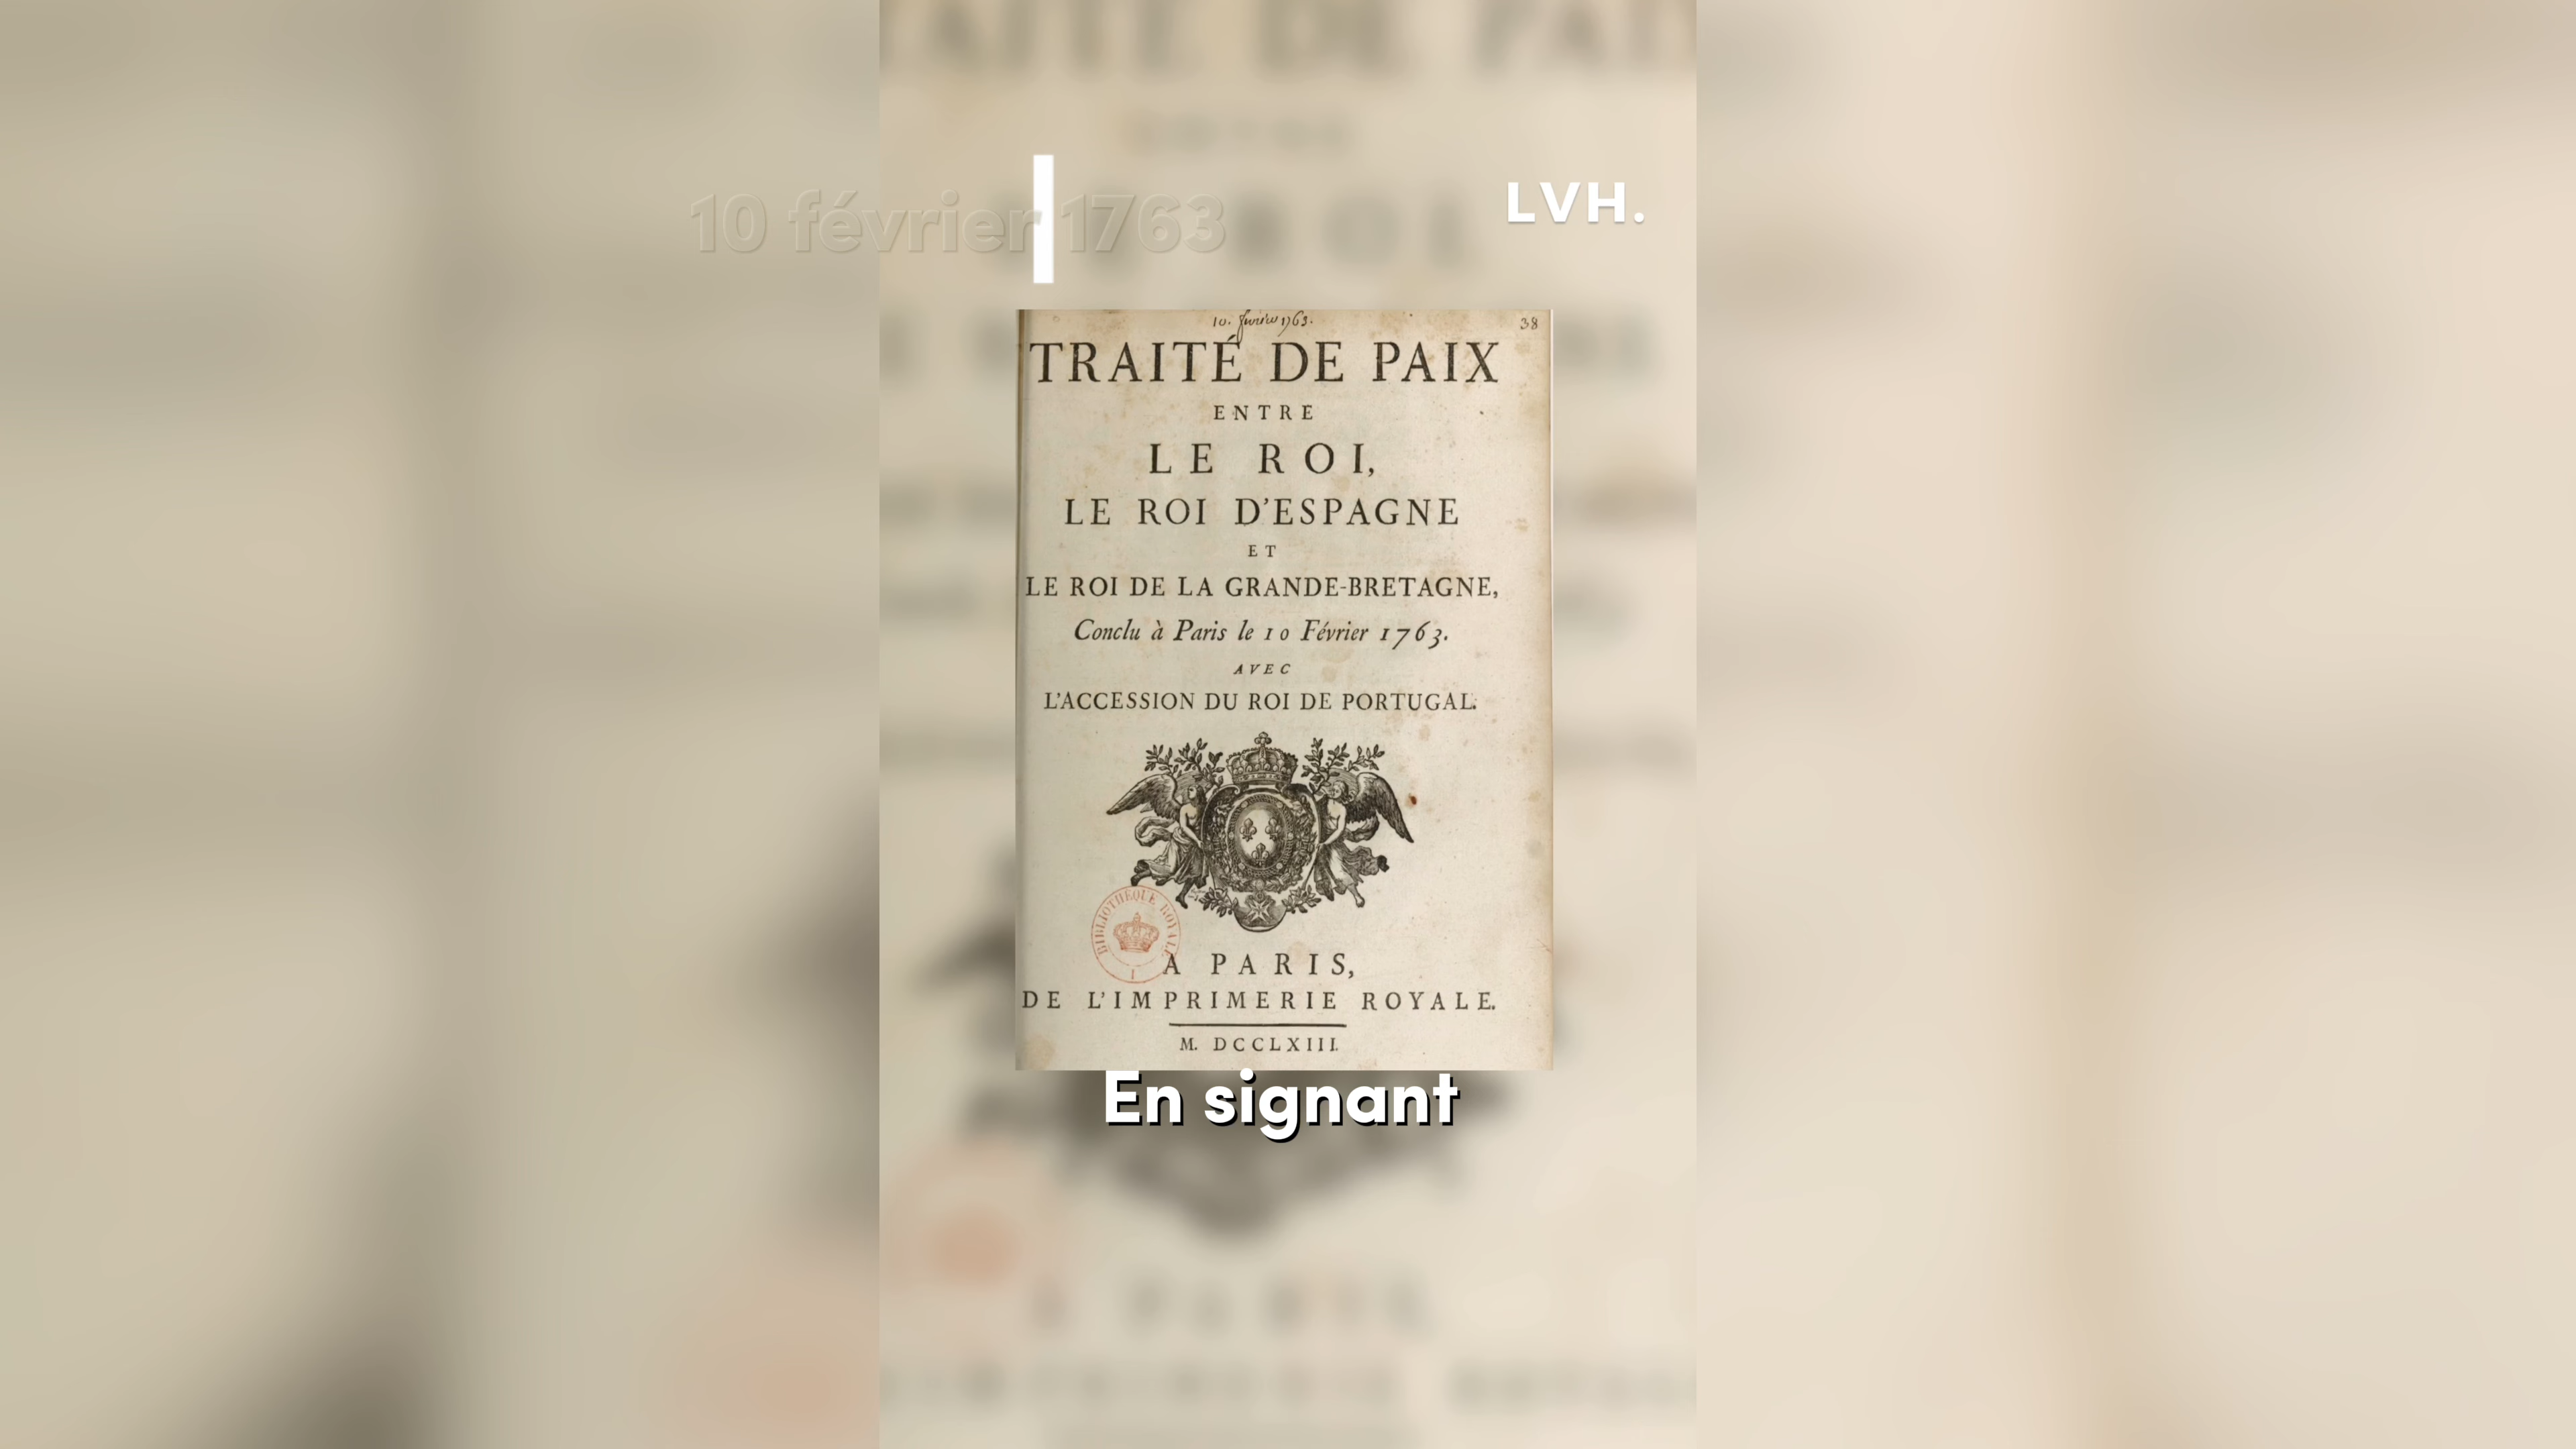 10 février 1763
LVH.
10. fevrier 1763.
38
TRAITÉ DE PAIX
ENTRE
LE ROI,
LE ROI D'ESPAGNE
ET
LE ROI DE LA GRANDE-BRETAGNE,
Conclu à Paris le 10 Février 1763.
AVEC
L'ACCESSION DU ROI DE PORTUGAL.
BIBLIOTHEQUE ROYALE
A PARIS,
DE L'IMPRIMERIE ROYALE.
M. DCCLXIII.
En signant